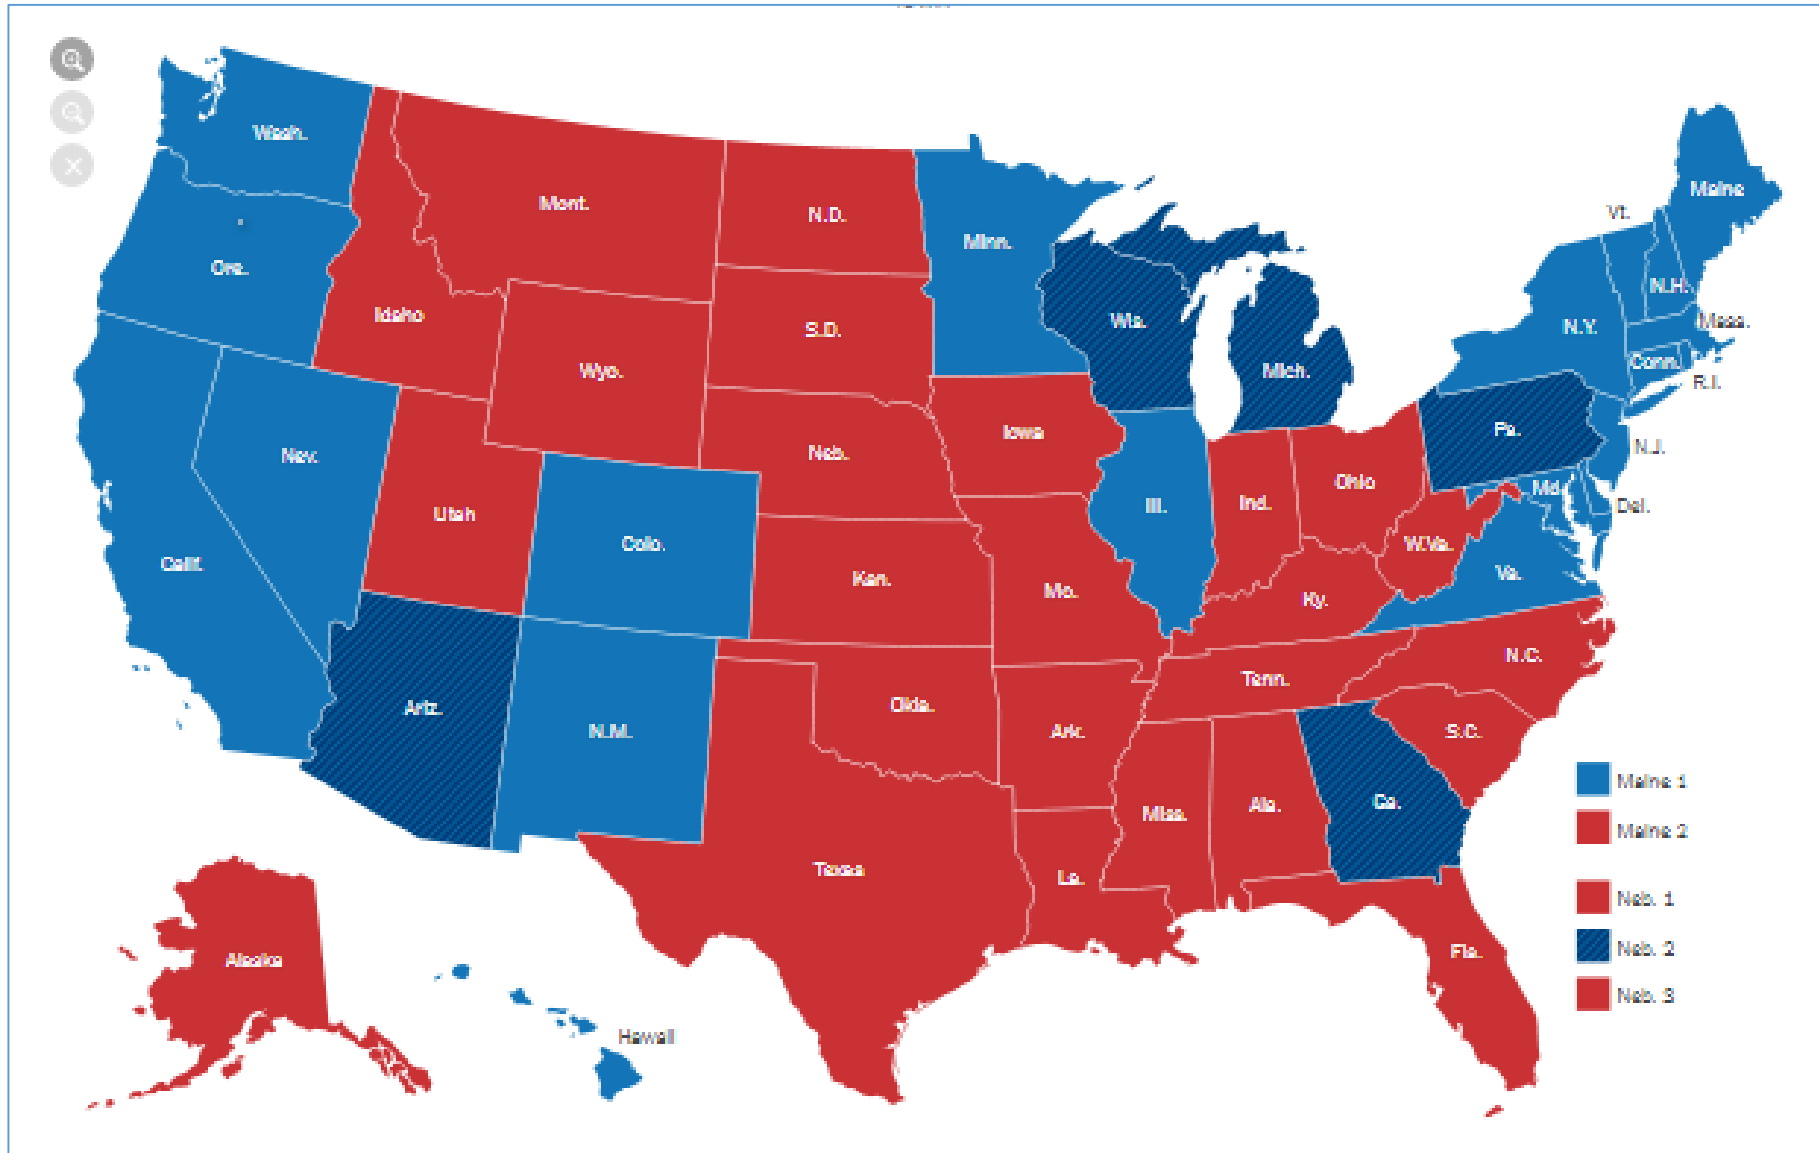 Wash.
Maine
Vt.
Mont.
N.D.
Minn.
Ore.
N.H.
Idaho
S.D.
Wis.
N.Y.
Mass.
Wyo.
Mich.
Conn.
R.I.
Iowa
Pa.
Nev.
Neb.
N.J.
Utah
Ohio
Md.
Ill.
Ind.
Del.
Colo.
W.Va.
Calif.
Kan.
Mo.
Va.
Ky.
N.C.
Tenn.
Ariz.
Okla.
N.M.
Ark.
S.C.
Maine 1
Miss.
Ala.
Ga.
Maine 2
Texas
La.
Neb. 1
Alaska
Fla.
Neb. 2
Neb. 3
Hawaii